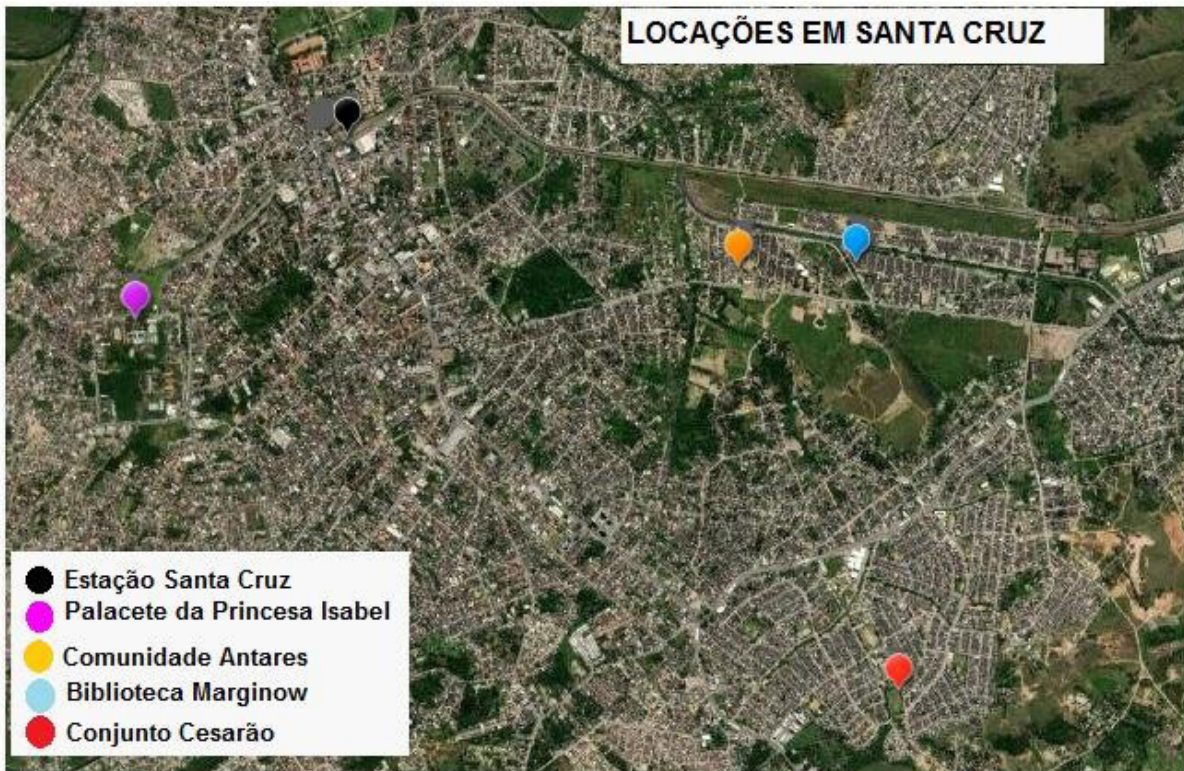 LOCAÇÕES EM SANTA CRUZ
Estação Santa Cruz
Palacete da Princesa Isabel
Comunidade Antares
Biblioteca Marginow
Conjunto Cesarão